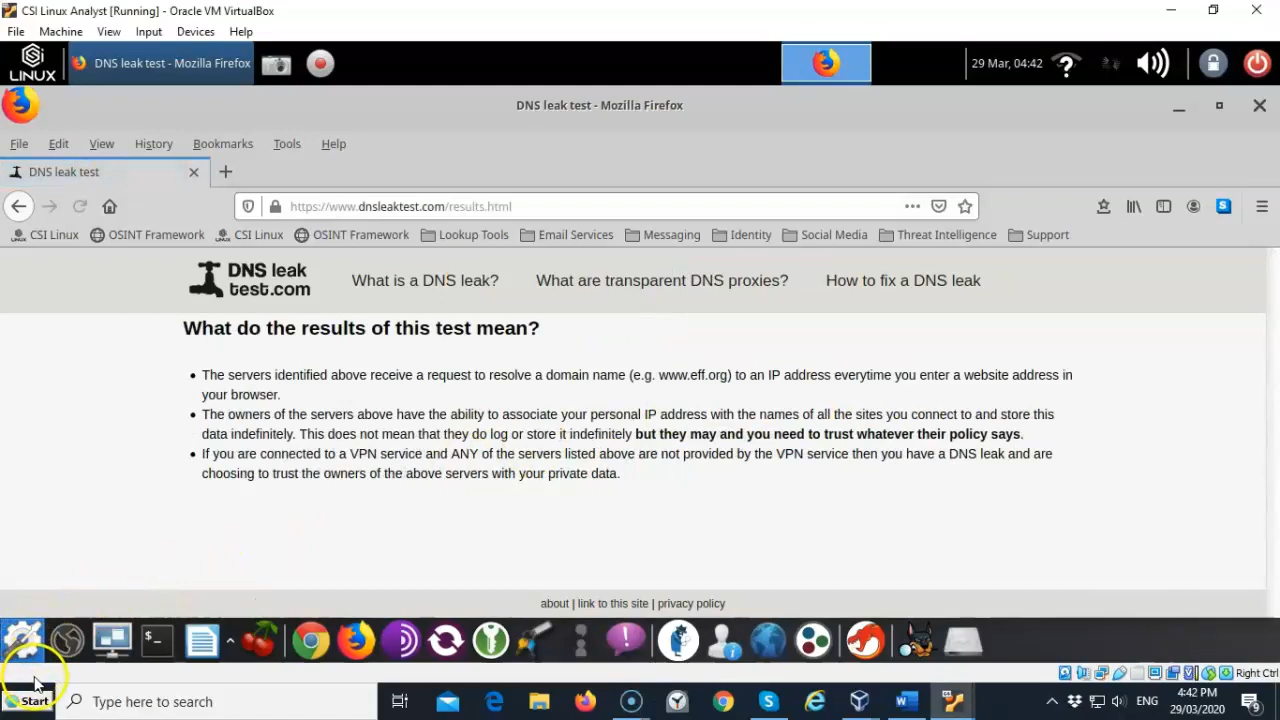 CSI Linux Analyst [Running] - Oracle VM VirtualBox
File Machine View Input Devices Help
LINUX DNS leak test - Mozilla Firefox 29 Mar, 04:42
DNS leak test - Mozilla Firefox
File Edit View History Bookmarks Tools Help
DNS leak test
https://www.dnsleaktest.com/results.html
CSI Linux OSINT Framework CSI Linux OSINT Framework Lookup Tools Email Services Messaging Identity Social Media Threat Intelligence Support
DNS leak test.com What is a DNS leak? What are transparent DNS proxies? How to fix a DNS leak
What do the results of this test mean?
The servers identified above receive a request to resolve a domain name (e.g. www.eff.org) to an IP address everytime you enter a website address in
your browser.
The owners of the servers above have the ability to associate your personal IP address with the names of all the sites you connect to and store this
data indefinitely. This does not mean that they do log or store it indefinitely but they may and you need to trust whatever their policy says.
If you are connected to a VPN service and ANY of the servers listed above are not provided by the VPN service then you have a DNS leak and are
choosing to trust the owners of the above servers with your private data.
about | link to this site | privacy policy
Right Ctrl
Start Type here to search ENG 4:42 PM
29/03/2020 9